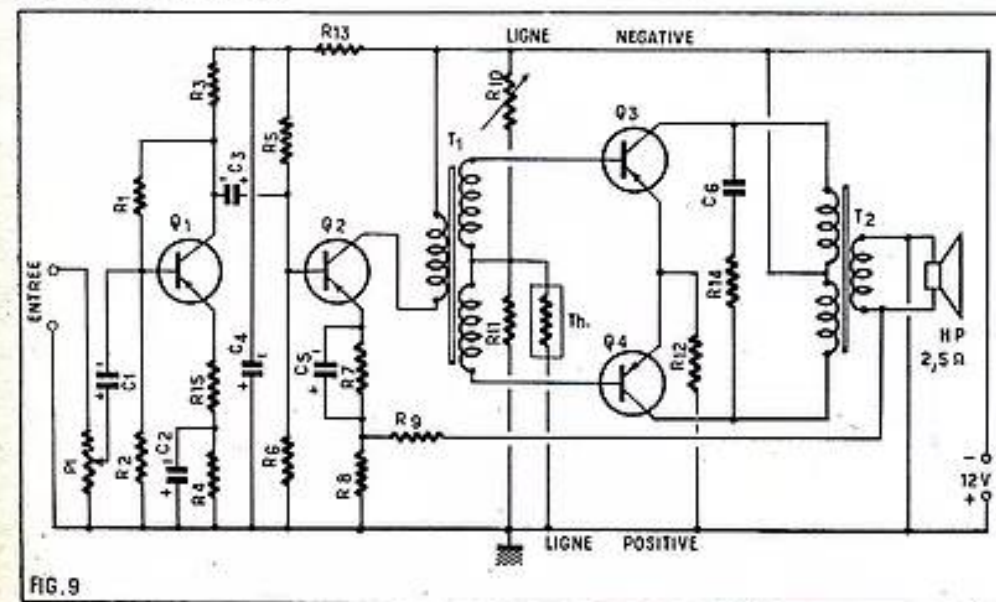 R13
LIGNE NEGATIVE
R3
R10
R5
Q3
C3
T1
R1
C6
Q1
Q2
T2
ENTRÉE
R14
C4
R11
Th.
HP
2,5 Ω
C1
R15
C5
R7
Q4
R12
R9
P1
R2
C2
R4
R6
R8
-
12V
+
LIGNE POSITIVE
FIG.9